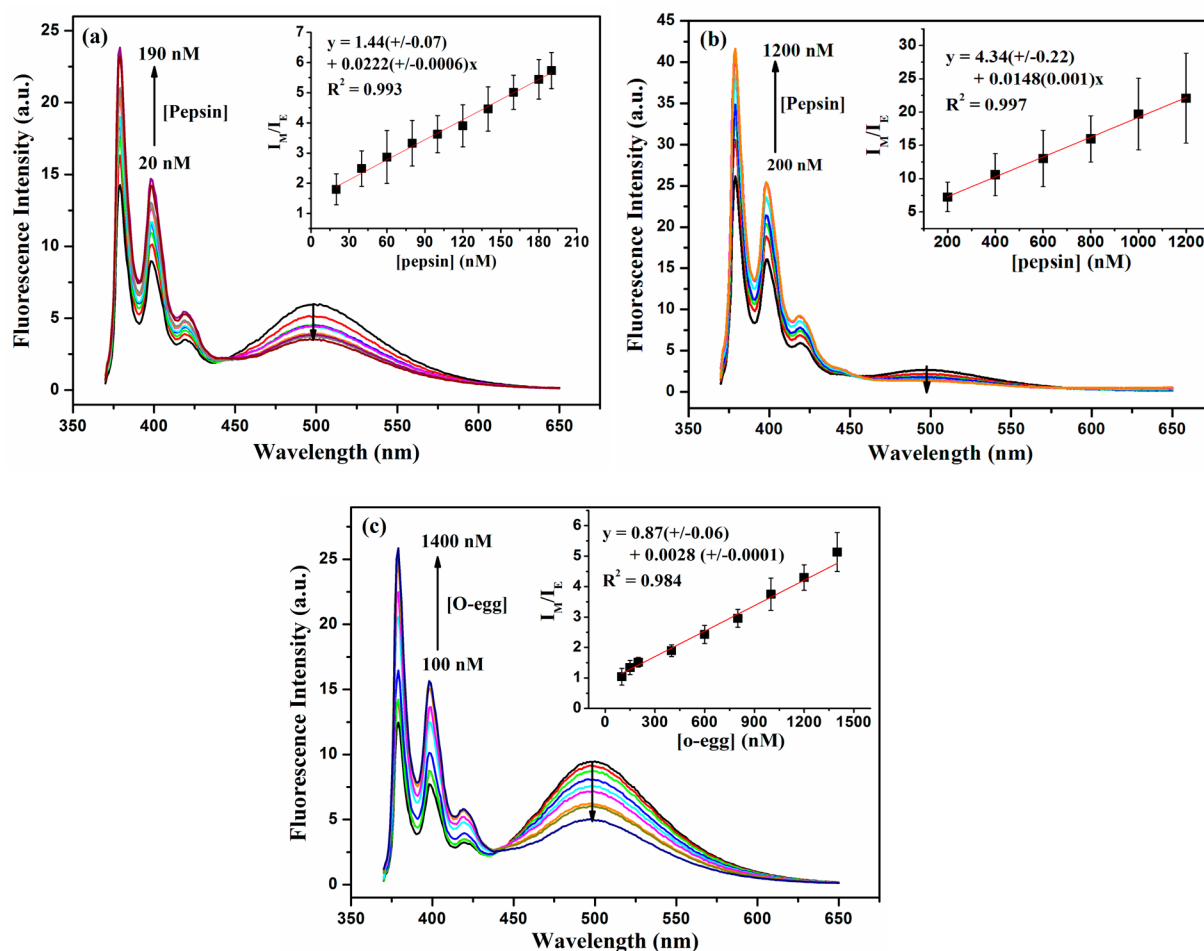 (a)
190 nM
[Pepsin]
20 nM
y = 1.44(+/-0.07)
+ 0.0222(+/-0.0006)x
R² = 0.993
I_M/I_E
7
6
5
4
3
2
1
0
0 30 60 90 120 150 180 210
[pepsin] (nM)
Fluorescence Intensity (a.u.)
25
20
15
10
5
0
350 400 450 500 550 600 650
Wavelength (nm)
(b)
1200 nM
[Pepsin]
200 nM
y = 4.34(+/-0.22)
+ 0.0148(0.001)x
R² = 0.997
I_M/I_E
30
25
20
15
10
5
200 400 600 800 1000 1200
[pepsin] (nM)
Fluorescence Intensity (a.u.)
45
40
35
30
25
20
15
10
5
0
350 400 450 500 550 600 650
Wavelength (nm)
(c)
1400 nM
[O-egg]
100 nM
y = 0.87(+/-0.06)
+ 0.0028 (+/-0.0001)
R² = 0.984
I_M/I_E
6
5
4
3
2
1
0
0 300 600 900 1200 1500
[o-egg] (nM)
Fluorescence Intensity (a.u.)
25
20
15
10
5
0
350 400 450 500 550 600 650
Wavelength (nm)